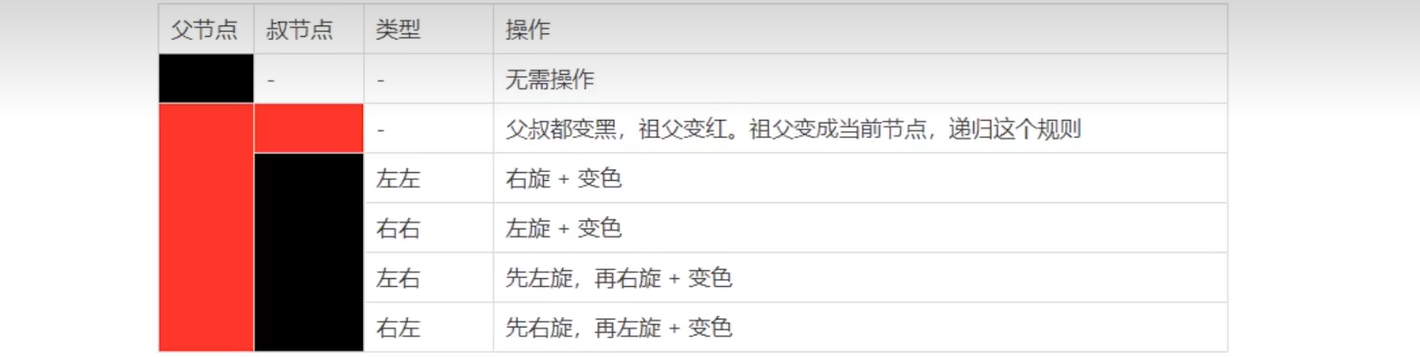 父节点 叔节点 类型 操作
- - 无需操作
- 父叔都变黑，祖父变红。祖父变成当前节点，递归这个规则
左左 右旋 + 变色
右右 左旋 + 变色
左右 先左旋，再右旋 + 变色
右左 先右旋，再左旋 + 变色